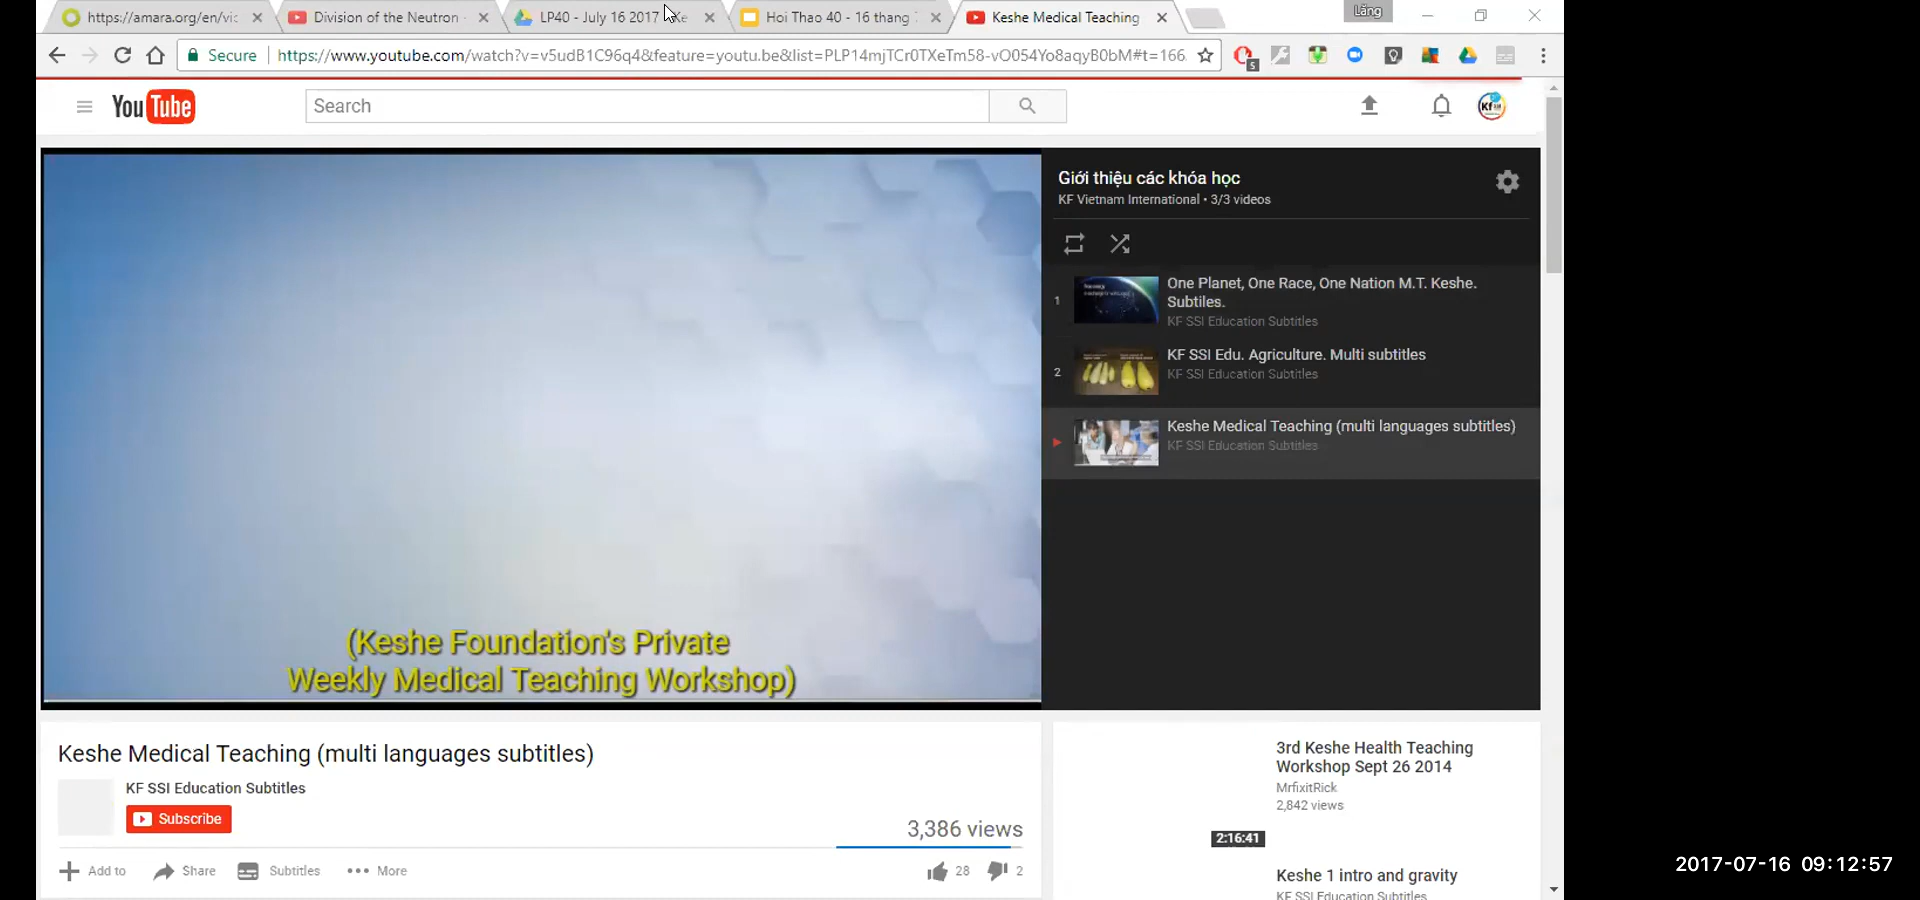 https://amara.org/en/vic
Division of the Neutron
LP40 - July 16 2017
Hoi Thao 40 - 16 thang
Keshe Medical Teaching
Lăng
Secure
https://www.youtube.com/watch?v=v5udB1C96q4&feature=youtu.be&list=PLP14mjTCr0TXeTm58-vO054Yo8aqyB0bM#t=166
5
YouTube
Search
Giới thiệu các khóa học
KF Vietnam International • 3/3 videos
1
One Planet, One Race, One Nation M.T. Keshe.
Subtiles.
KF SSI Education Subtitles
2
KF SSI Edu. Agriculture. Multi subtitles
KF SSI Education Subtitles
Keshe Medical Teaching (multi languages subtitles)
KF SSI Education Subtitles
(Keshe Foundation's Private
Weekly Medical Teaching Workshop)
Keshe Medical Teaching (multi languages subtitles)
KF SSI Education Subtitles
Subscribe
3,386 views
Add to
Share
Subtitles
More
28
2
3rd Keshe Health Teaching
Workshop Sept 26 2014
MrfixitRick
2,842 views
2:16:41
Keshe 1 intro and gravity
KF SSI Education Subtitles
2017-07-16 09:12:57